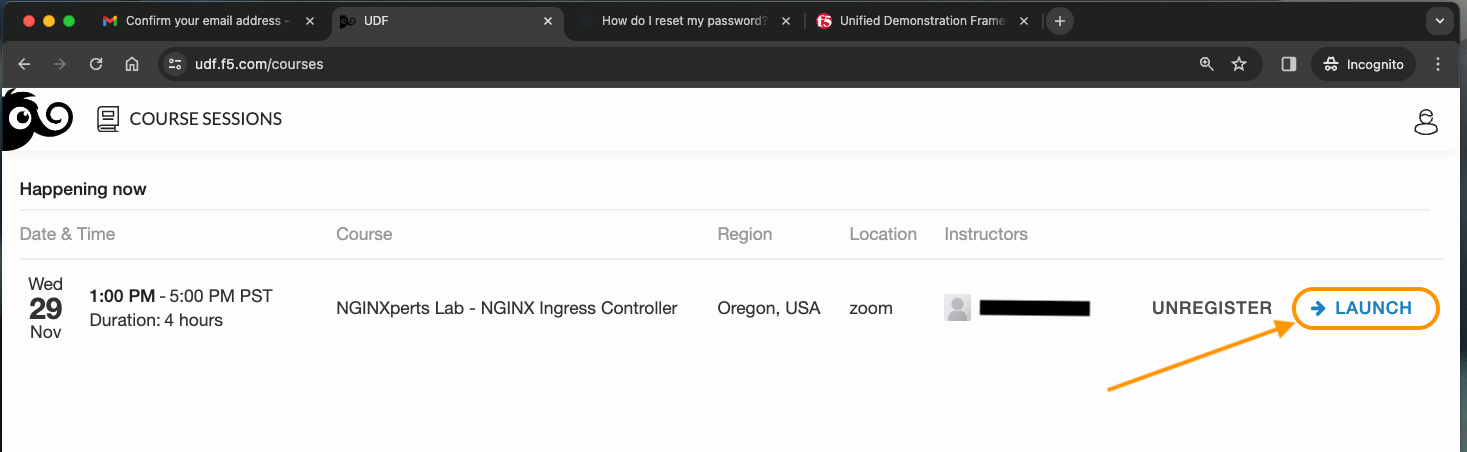 Confirm your email address -
UDF
How do I reset my password?
f5 Unified Demonstration Frame
udf.f5.com/courses
Incognito
COURSE SESSIONS
Happening now
Date & Time Course Region Location Instructors
Wed
29
Nov
1:00 PM - 5:00 PM PST
Duration: 4 hours
NGINXperts Lab - NGINX Ingress Controller
Oregon, USA
zoom
UNREGISTER
LAUNCH